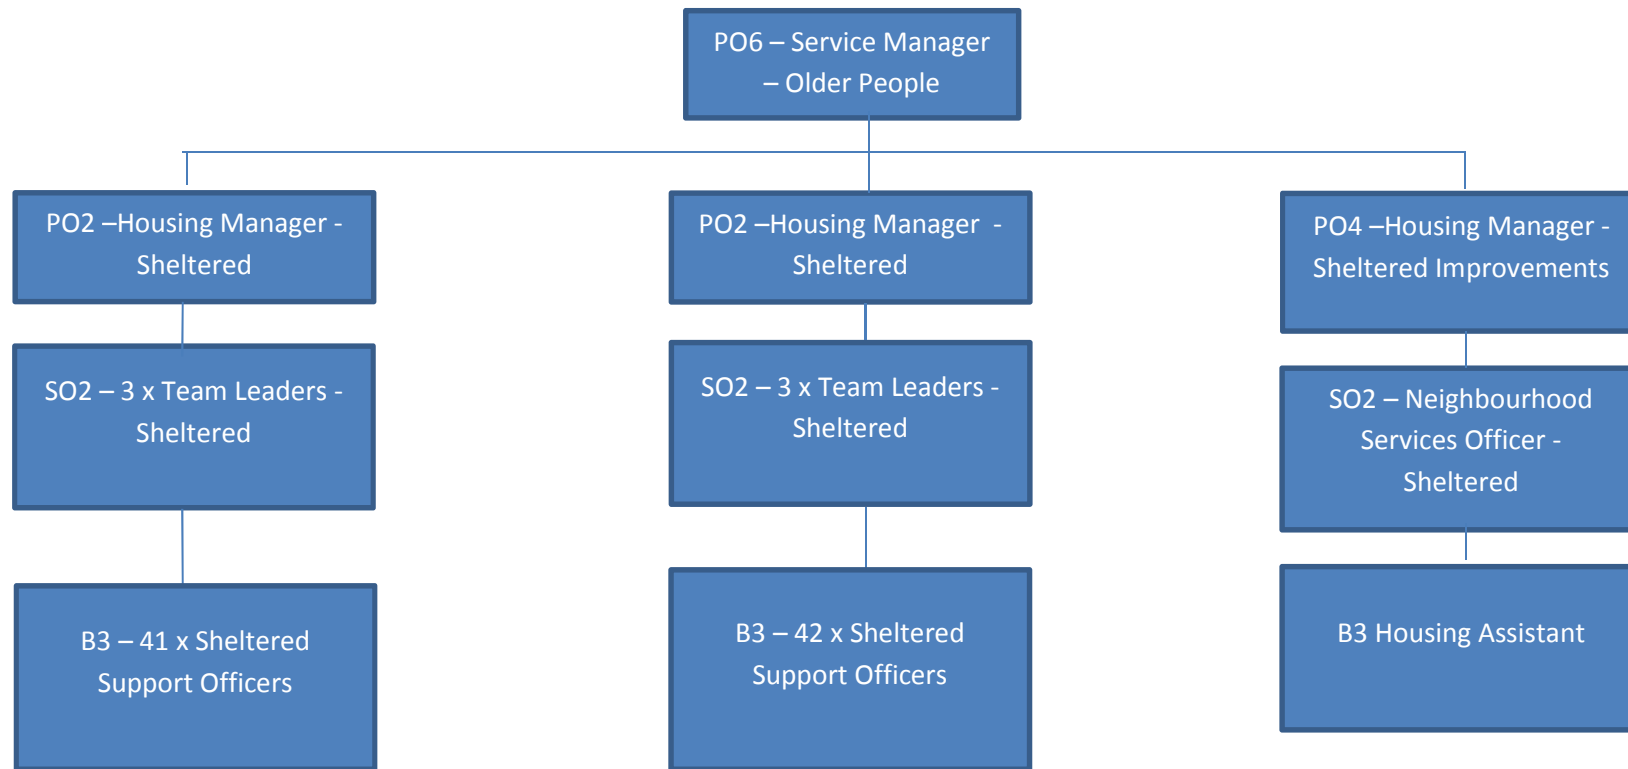 PO6 – Service Manager
– Older People
PO2 –Housing Manager -
Sheltered
PO2 –Housing Manager  -
Sheltered
PO4 –Housing Manager -
Sheltered Improvements
SO2 – 3 x Team Leaders -
Sheltered
SO2 – 3 x Team Leaders -
Sheltered
SO2 – Neighbourhood
Services Officer -
Sheltered
B3 – 41 x Sheltered
Support Officers
B3 – 42 x Sheltered
Support Officers
B3 Housing Assistant